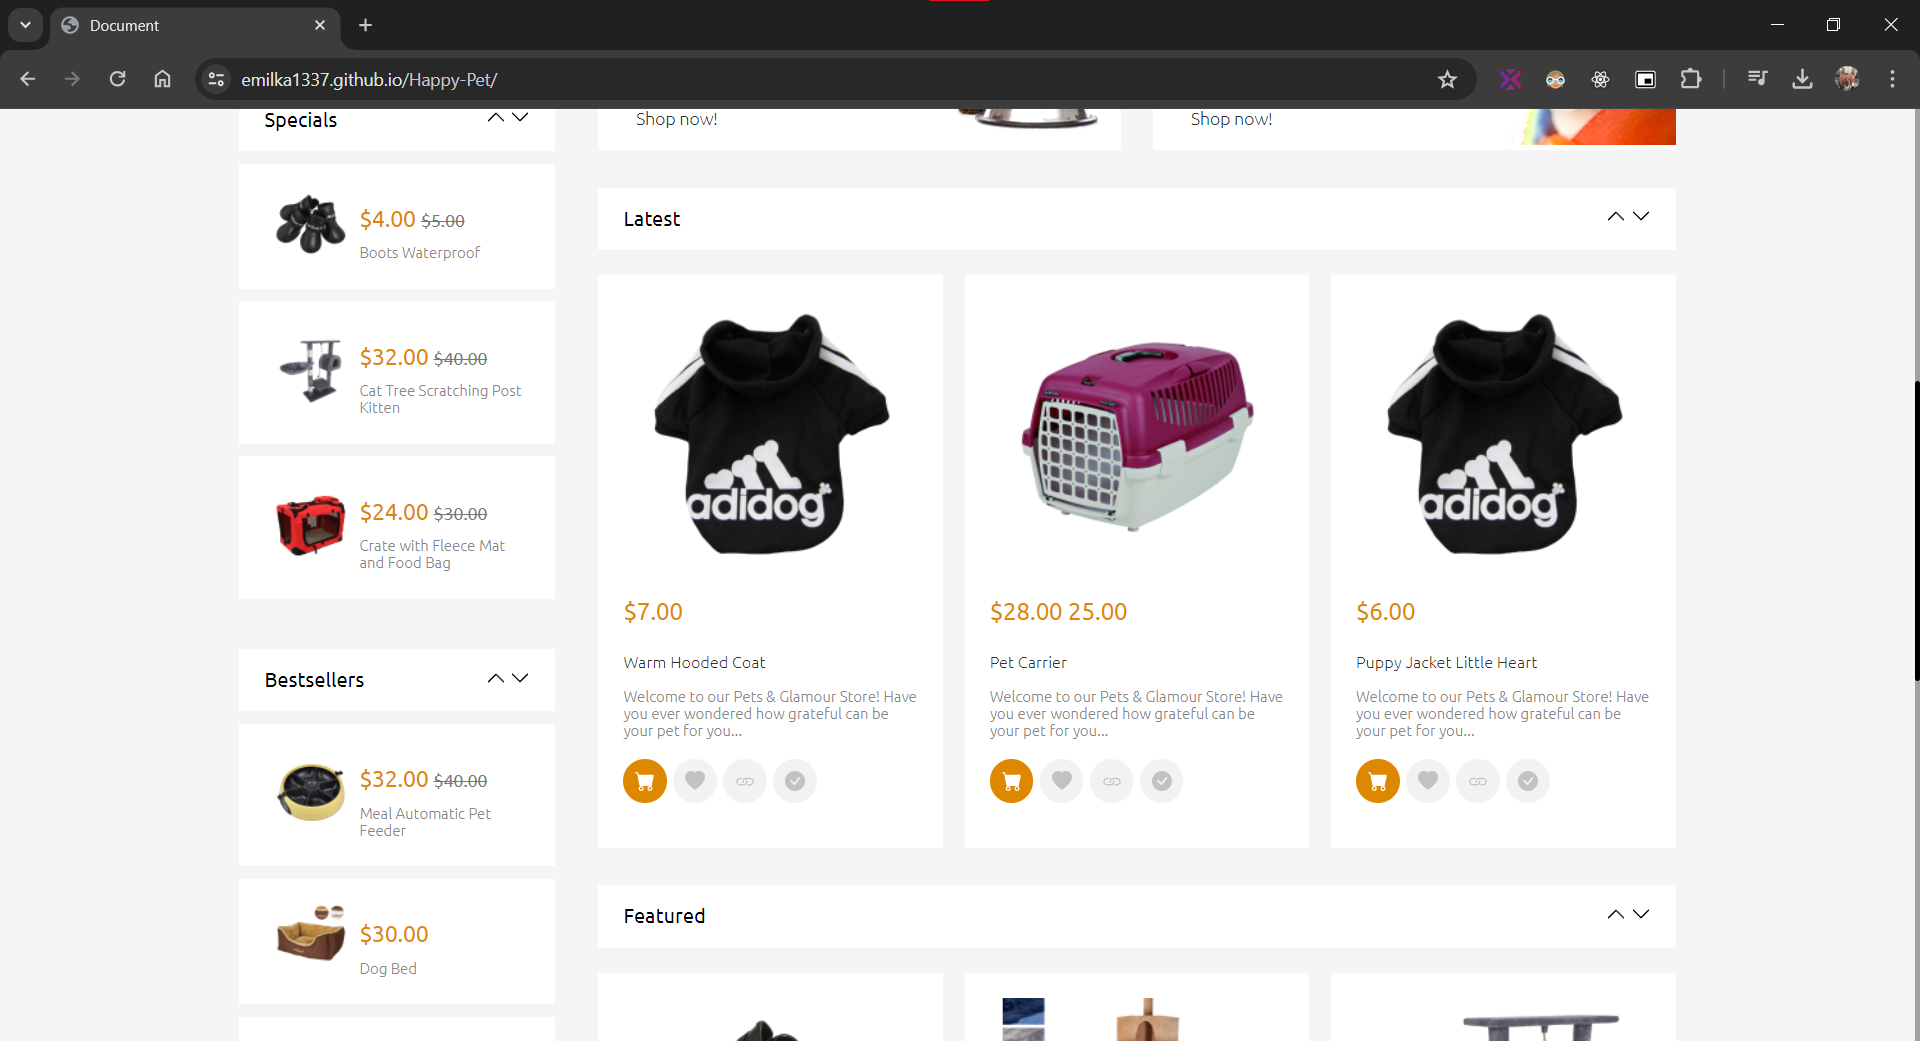 Document
emilka1337.github.io/Happy-Pet/
Specials
$4.00 $5.00
Boots Waterproof
$32.00 $40.00
Cat Tree Scratching Post
Kitten
$24.00 $30.00
Crate with Fleece Mat
and Food Bag
Bestsellers
$32.00 $40.00
Meal Automatic Pet
Feeder
$30.00
Dog Bed
Shop now!
Shop now!
Latest
adidog
$7.00
Warm Hooded Coat
Welcome to our Pets & Glamour Store! Have
you ever wondered how grateful can be
your pet for you...
$28.00 25.00
Pet Carrier
Welcome to our Pets & Glamour Store! Have
you ever wondered how grateful can be
your pet for you...
adidog
$6.00
Puppy Jacket Little Heart
Welcome to our Pets & Glamour Store! Have
you ever wondered how grateful can be
your pet for you...
Featured